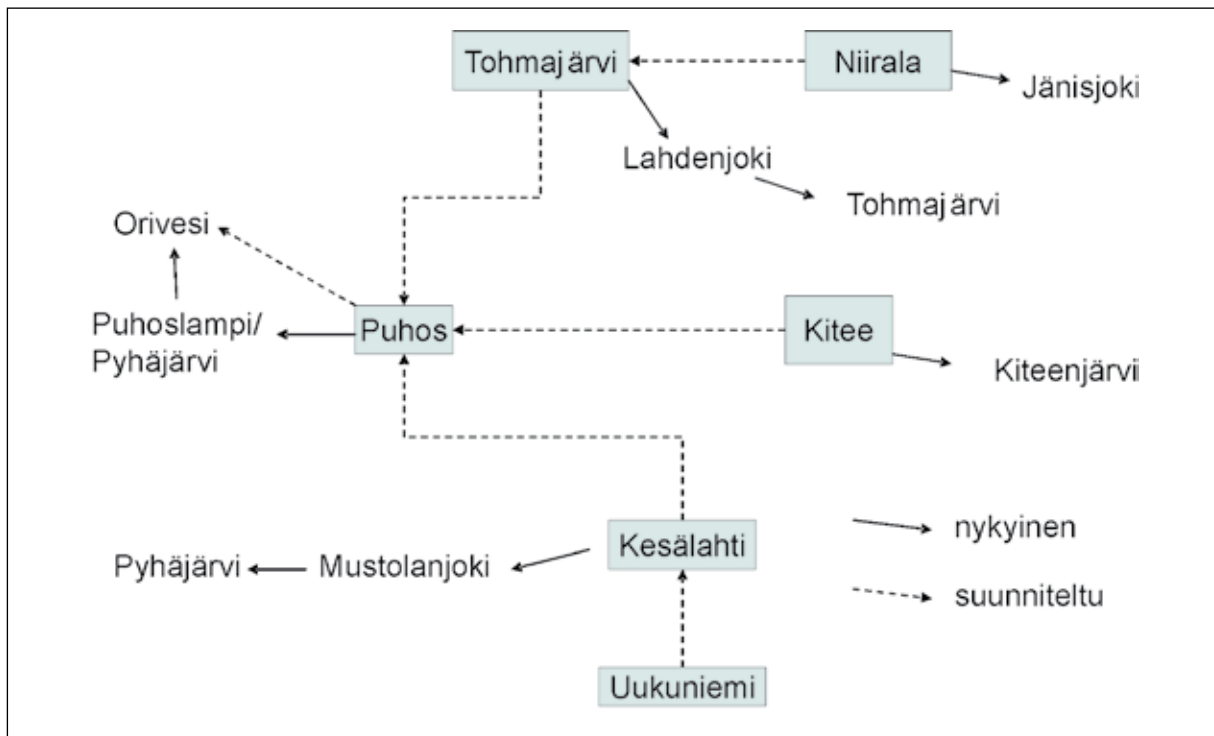 Tohmajärvi
Niirala
Jänisjoki
Lahdenjoki
Tohmajärvi
Orivesi
Puhoslampi/
Pyhäjärvi
Puhos
Kitee
Kiteenjärvi
Kesälahti
nykyinen
Pyhäjärvi
Mustolanjoki
suunniteltu
Uukuniemi